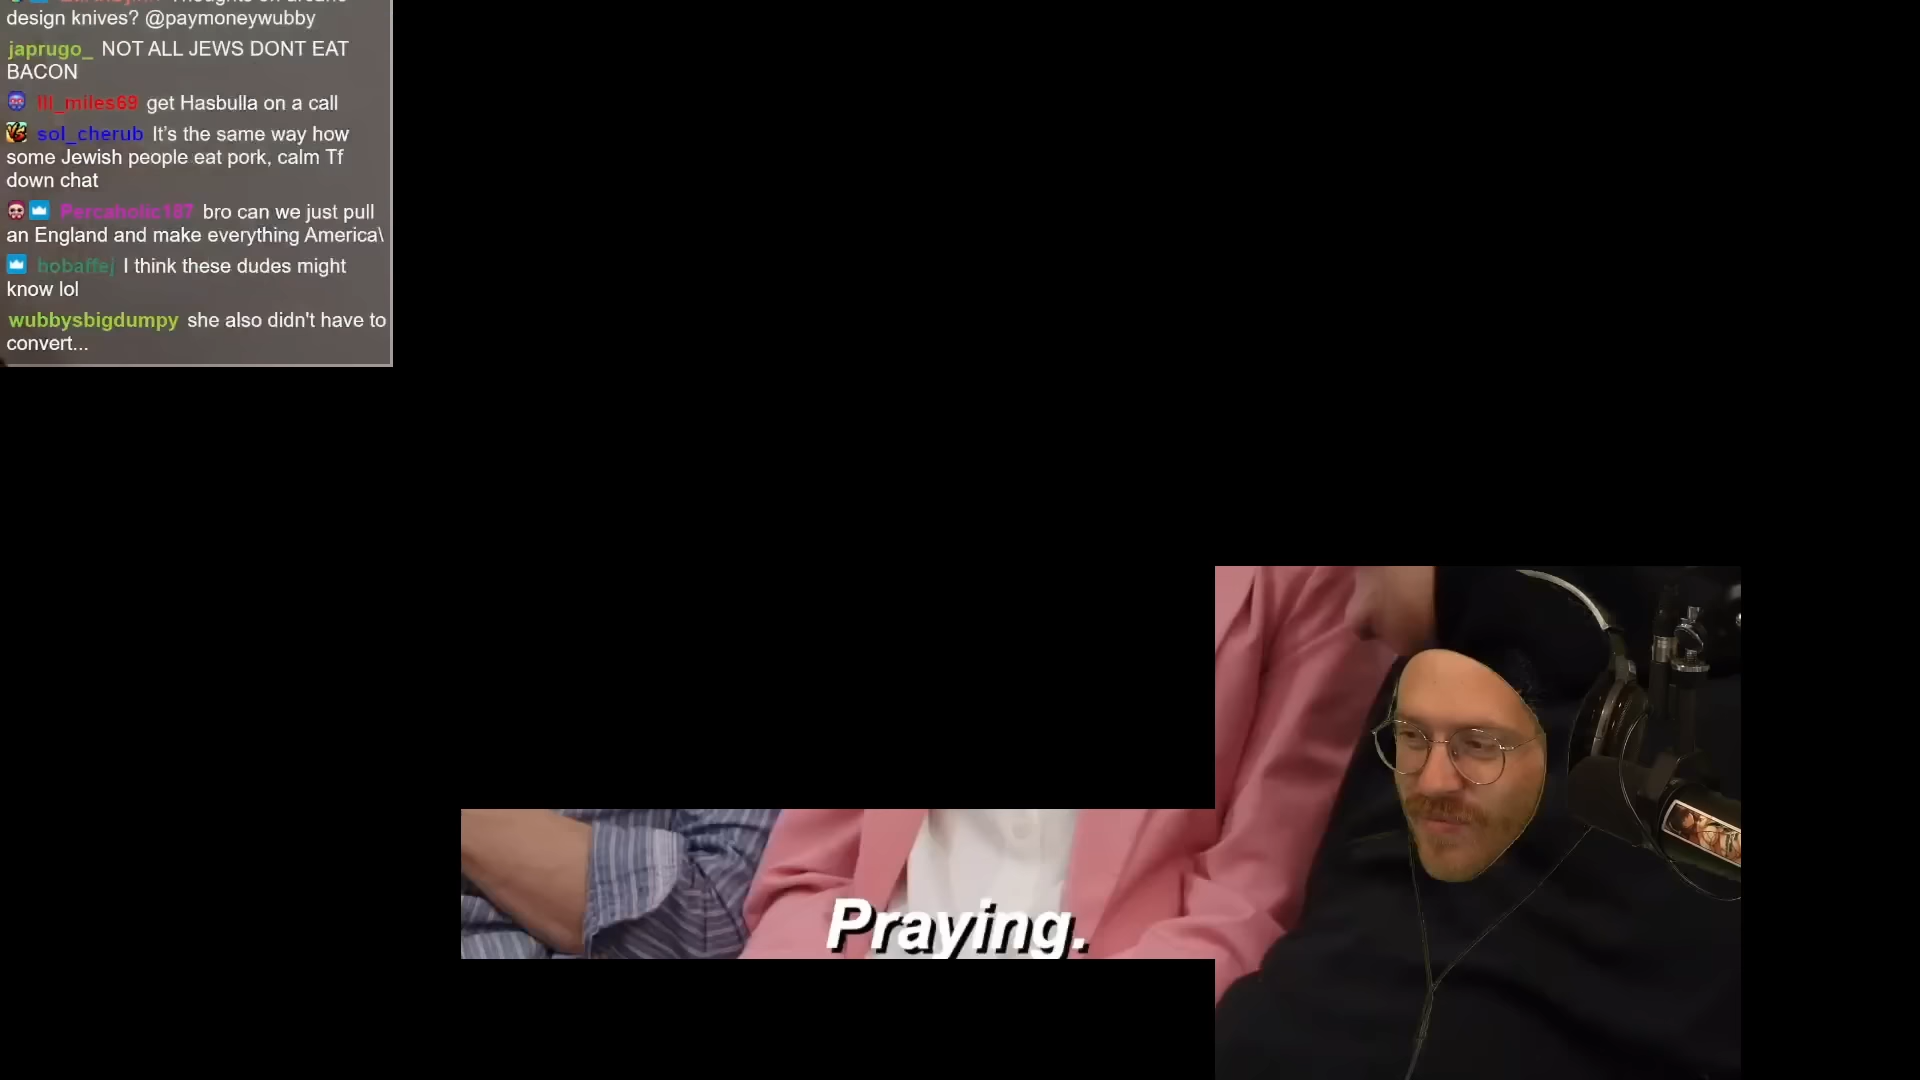 design knives? @paymoneywubby
japrugo_ NOT ALL JEWS DONT EAT
BACON
lil_miles69 get Hasbulla on a call
sol_cherub It's the same way how
some Jewish people eat pork, calm Tf
down chat
Percaholic187 bro can we just pull
an England and make everything America\
bobaffej I think these dudes might
know lol
wubbysbigdumpy she also didn't have to
convert...
Praying.